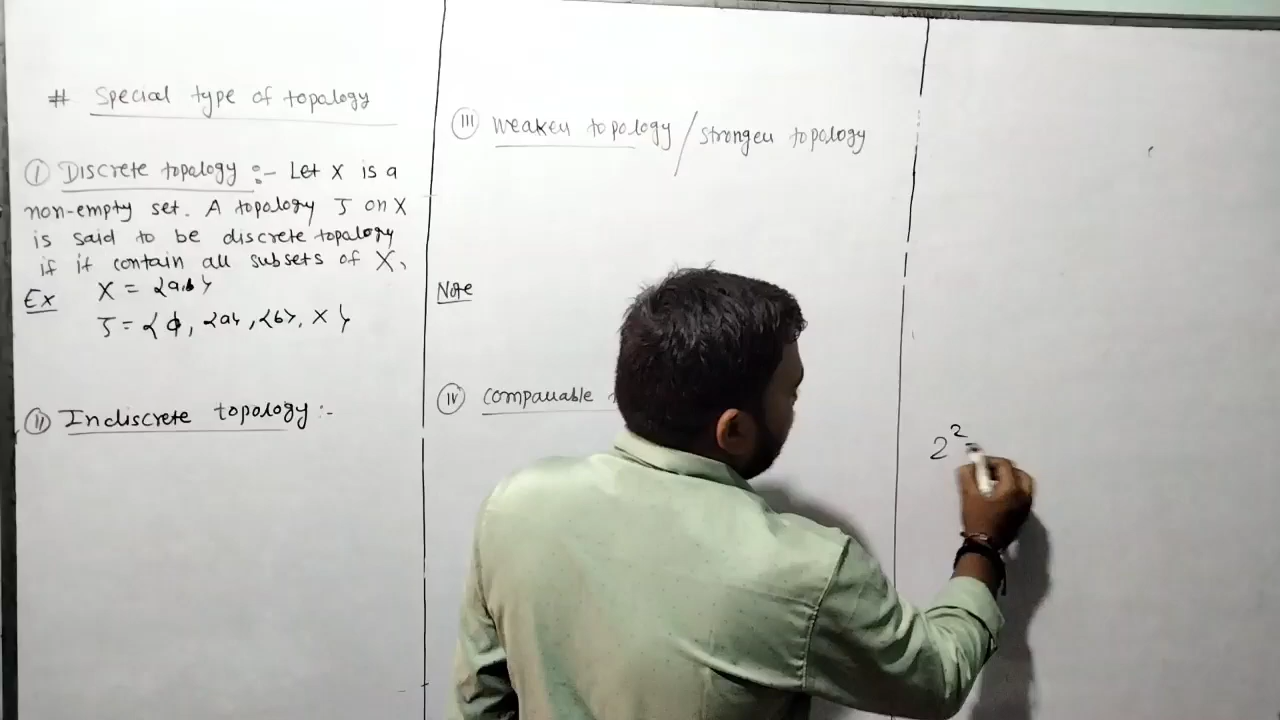 # Special type of topology
① Discrete topology :- Let X is a
non-empty set. A topology τ on X
is said to be discrete topology
if it contain all subsets of X,
Ex X = {a,b}
τ = {ϕ, {a}, {b}, X}
② Indiscrete topology :-
③ Weaker topology / stronger topology
Note
④ Comparable
2²